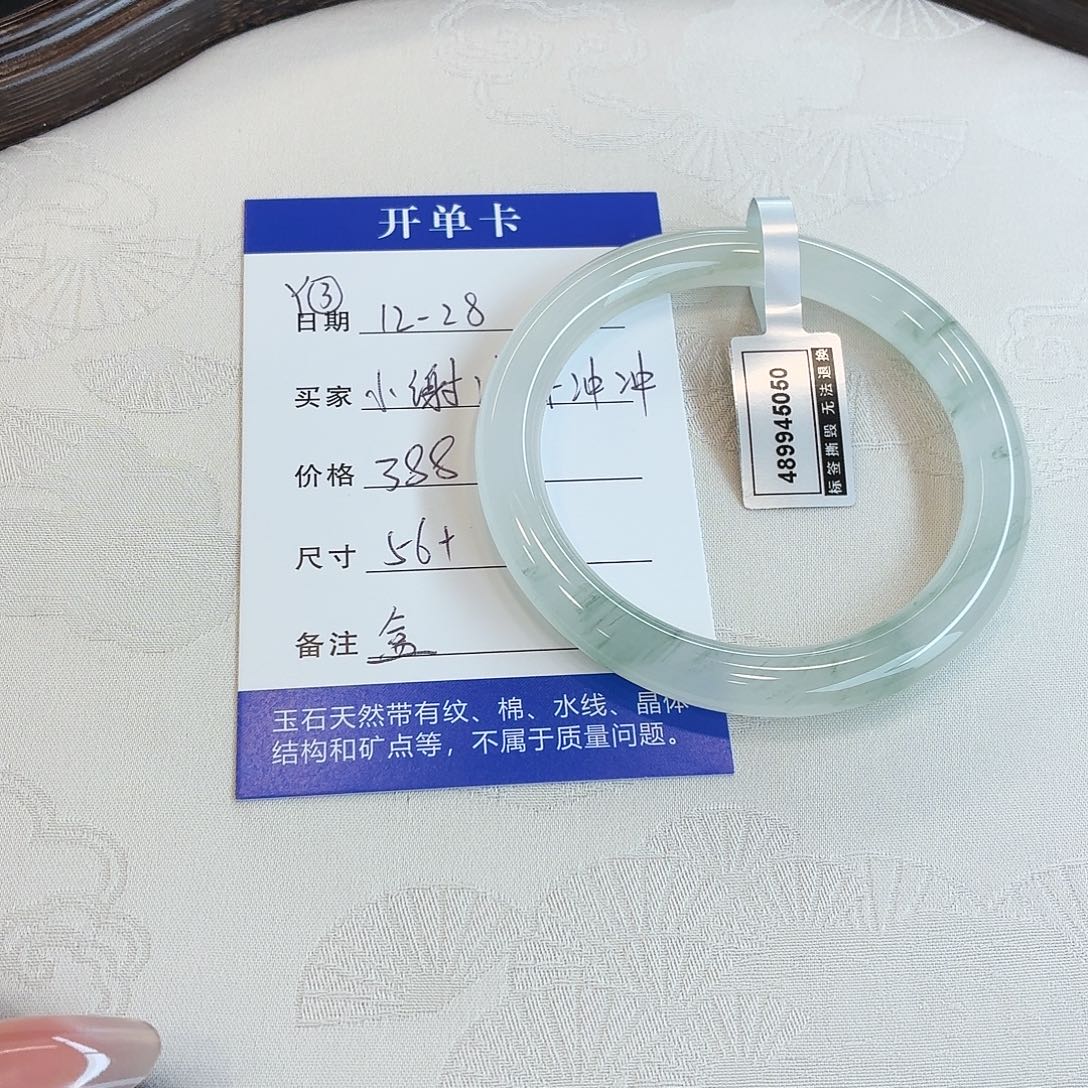 开单卡
Y③
日期 12-28
买家 小谢 冲冲
价格 388
尺寸 56+
备注 盒
玉石天然带有纹、棉、水线、晶体
结构和矿点等，不属于质量问题。
489945050
标签撕毁 无法退换